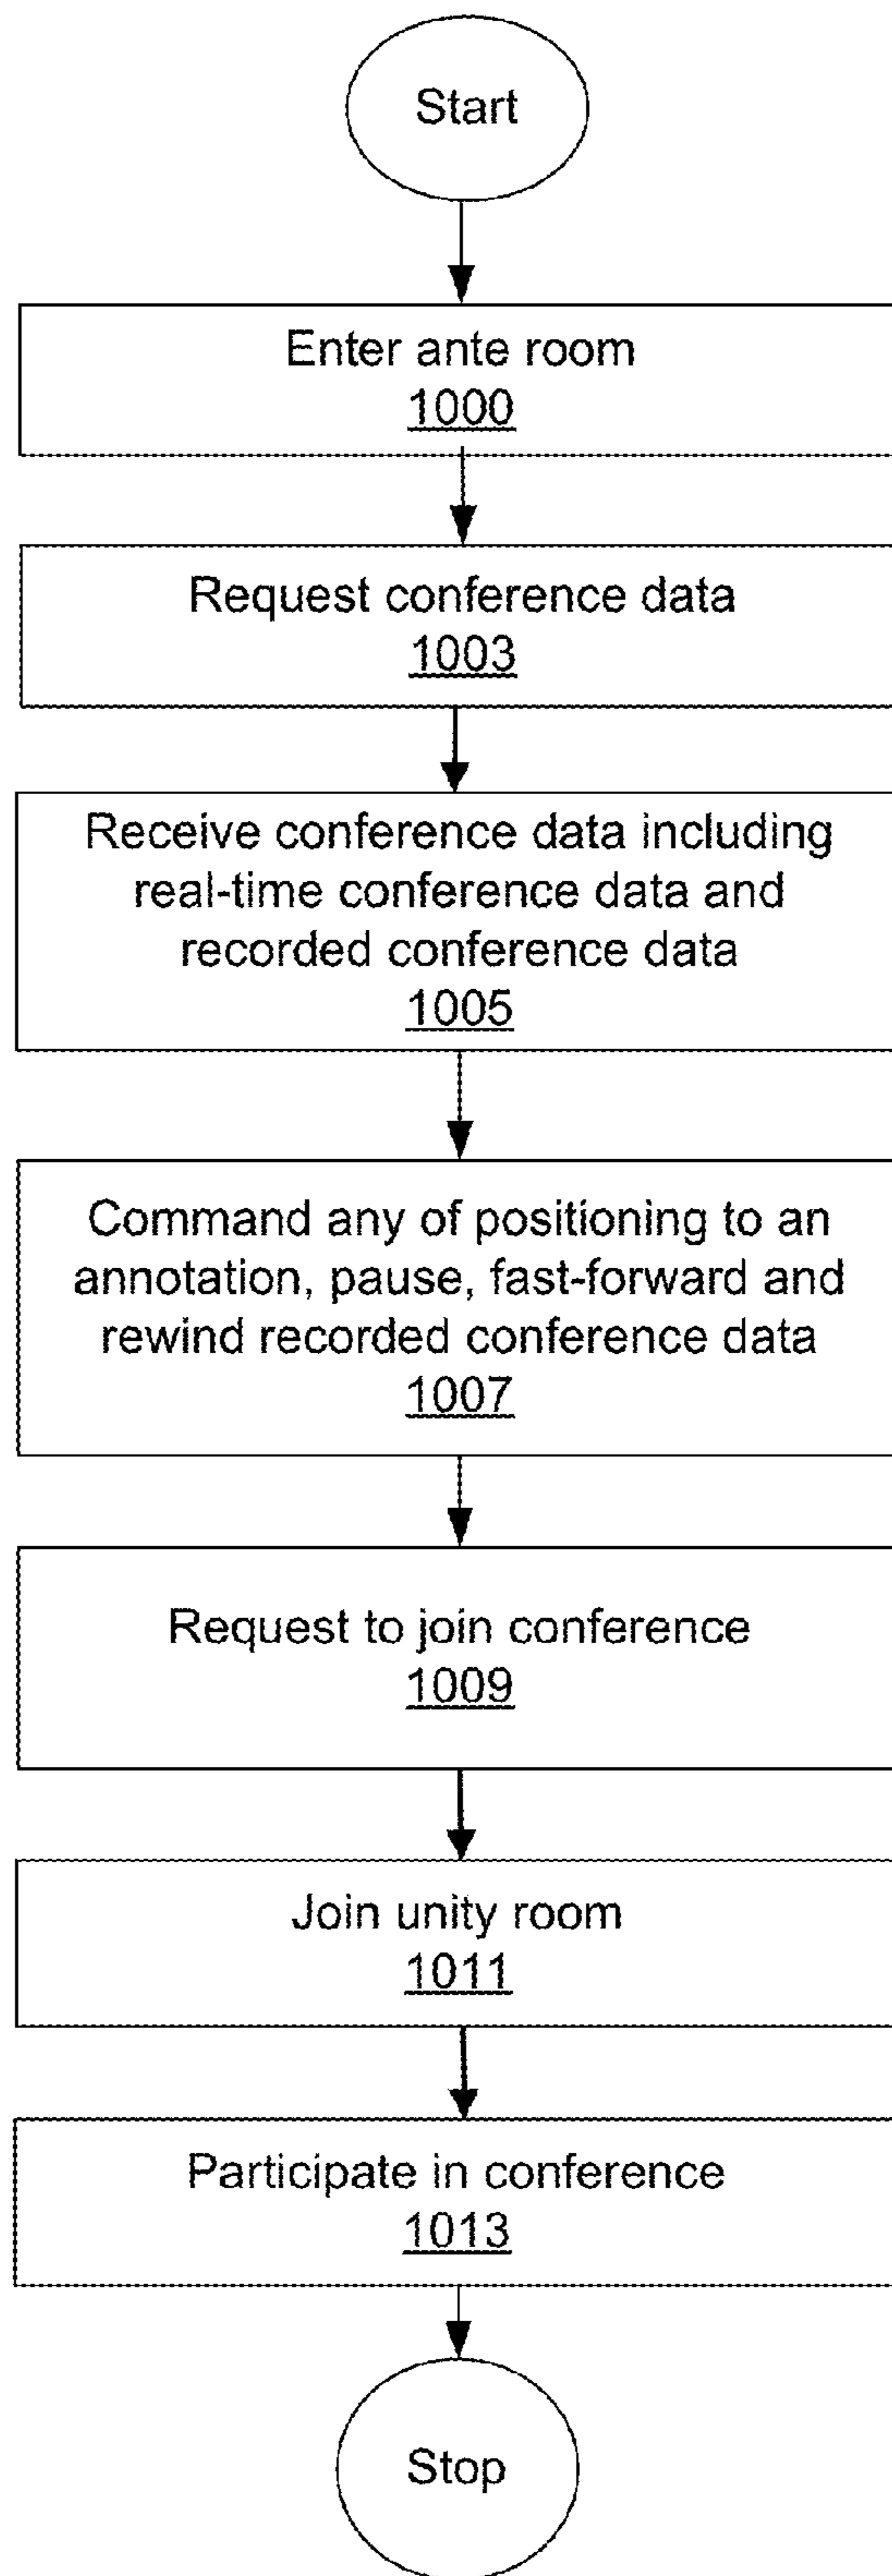 Start
Enter ante room
1000
Request conference data
1003
Receive conference data including
real-time conference data and
recorded conference data
1005
Command any of positioning to an
annotation, pause, fast-forward and
rewind recorded conference data
1007
Request to join conference
1009
Join unity room
1011
Participate in conference
1013
Stop